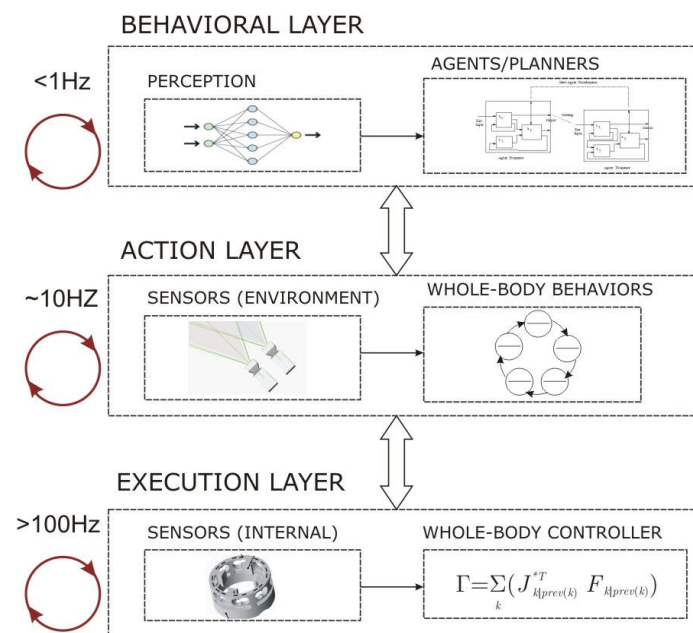 BEHAVIORAL LAYER
<1Hz
PERCEPTION
AGENTS/PLANNERS
ACTION LAYER
~10HZ
SENSORS (ENVIRONMENT)
WHOLE-BODY BEHAVIORS
EXECUTION LAYER
>100Hz
SENSORS (INTERNAL)
WHOLE-BODY CONTROLLER
Γ=Σ(J*T k|prev(k) F k|prev(k))
k